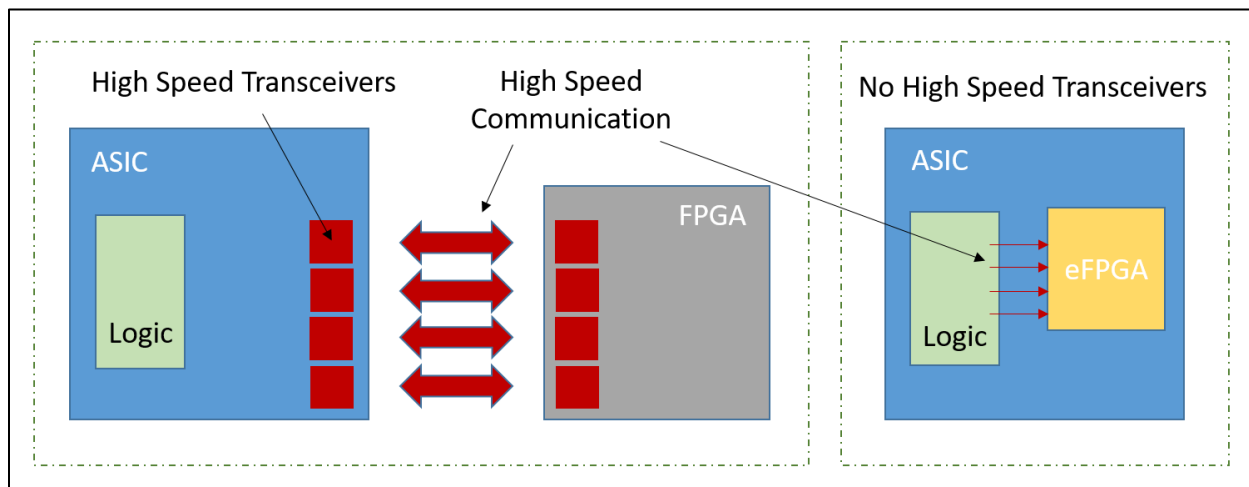 High Speed Transceivers
High Speed
Communication
ASIC
Logic
FPGA
No High Speed Transceivers
ASIC
Logic
eFPGA